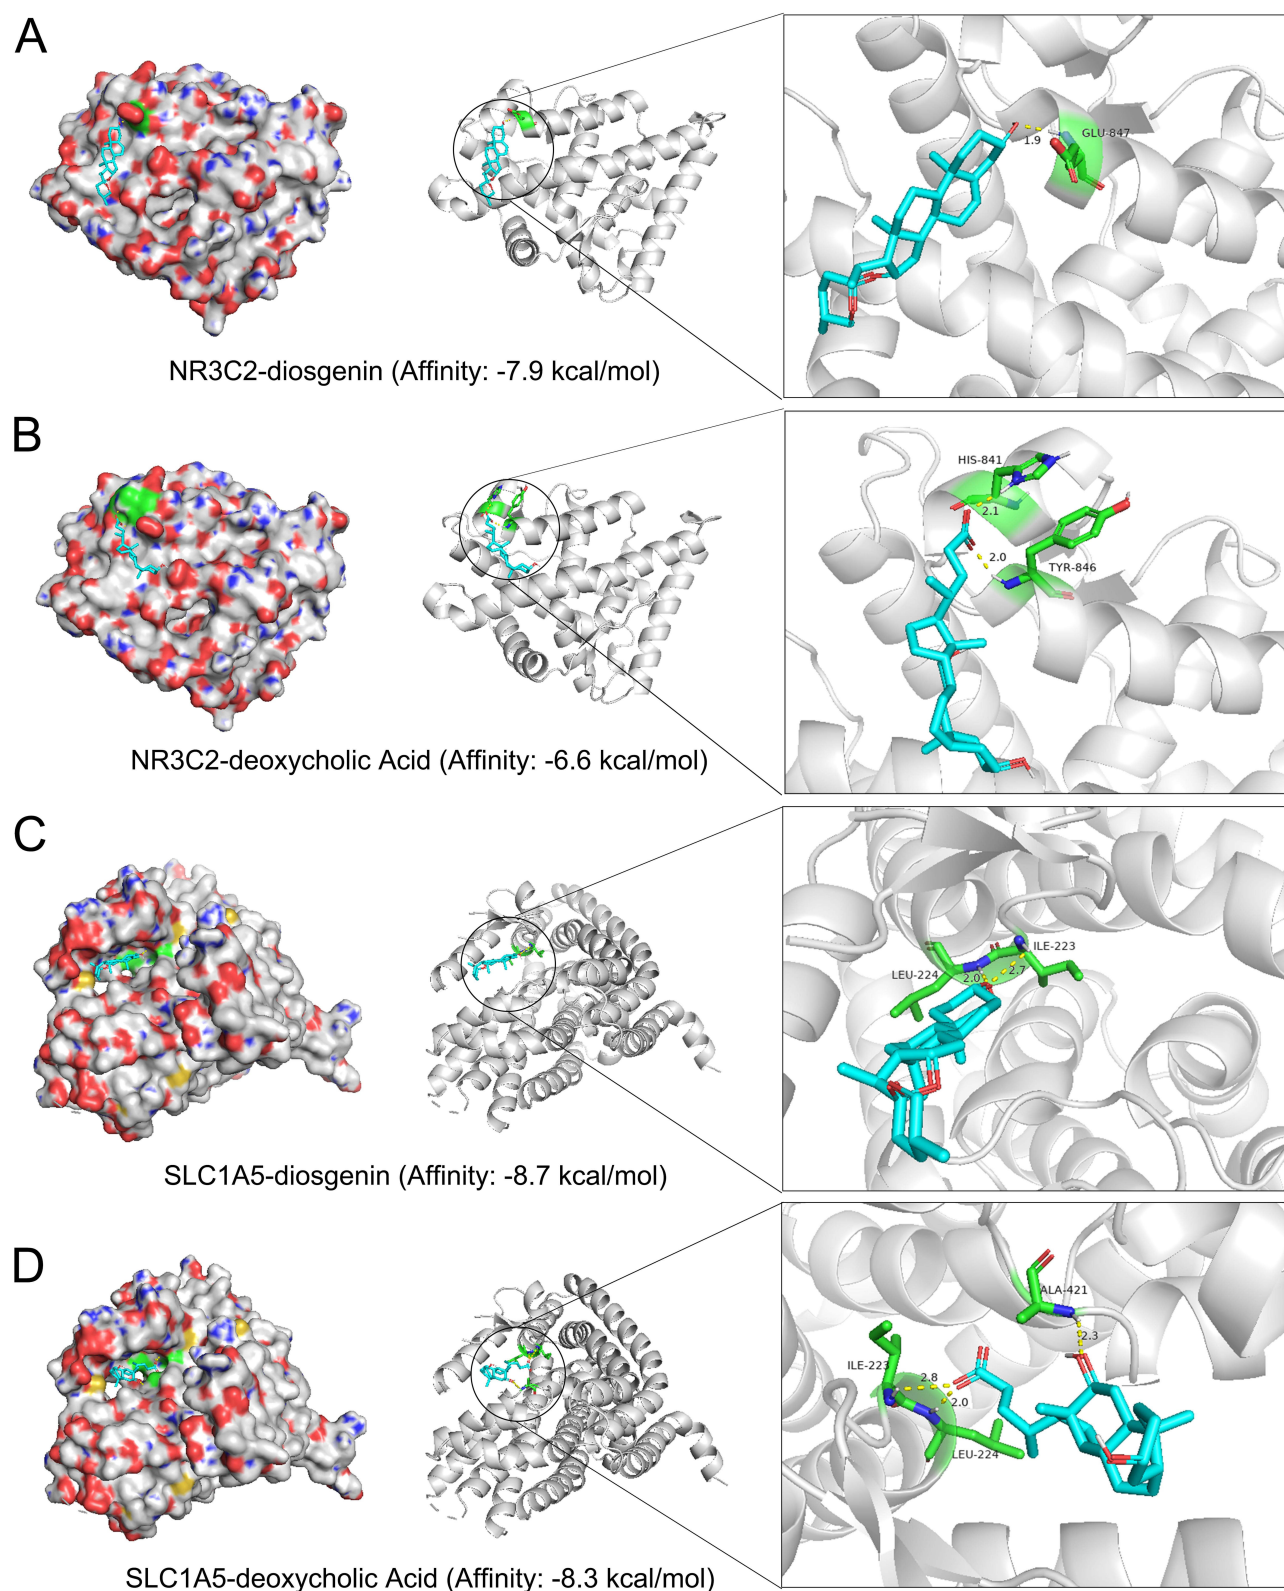 A
GLU-847
1.9
NR3C2-diosgenin (Affinity: -7.9 kcal/mol)
B
HIS-841
2.1
2.0
TYR-846
NR3C2-deoxycholic Acid (Affinity: -6.6 kcal/mol)
C
ILE-223
LEU-224
2.0
2.7
SLC1A5-diosgenin (Affinity: -8.7 kcal/mol)
D
ALA-421
2.3
ILE-223
2.8
2.0
LEU-224
SLC1A5-deoxycholic Acid (Affinity: -8.3 kcal/mol)